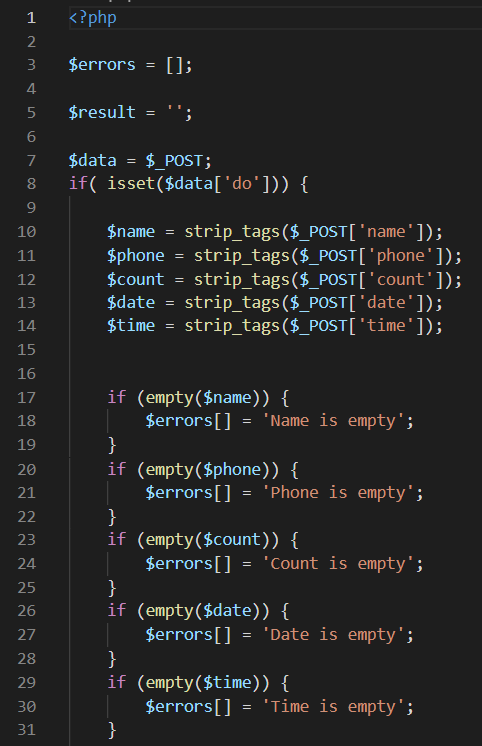 1 <?php
2
3 $errors = [];
4
5 $result = '';
6
7 $data = $_POST;
8 if( isset($data['do'])) {
9
10 $name = strip_tags($_POST['name']);
11 $phone = strip_tags($_POST['phone']);
12 $count = strip_tags($_POST['count']);
13 $date = strip_tags($_POST['date']);
14 $time = strip_tags($_POST['time']);
15
16
17 if (empty($name)) {
18 $errors[] = 'Name is empty';
19 }
20 if (empty($phone)) {
21 $errors[] = 'Phone is empty';
22 }
23 if (empty($count)) {
24 $errors[] = 'Count is empty';
25 }
26 if (empty($date)) {
27 $errors[] = 'Date is empty';
28 }
29 if (empty($time)) {
30 $errors[] = 'Time is empty';
31 }